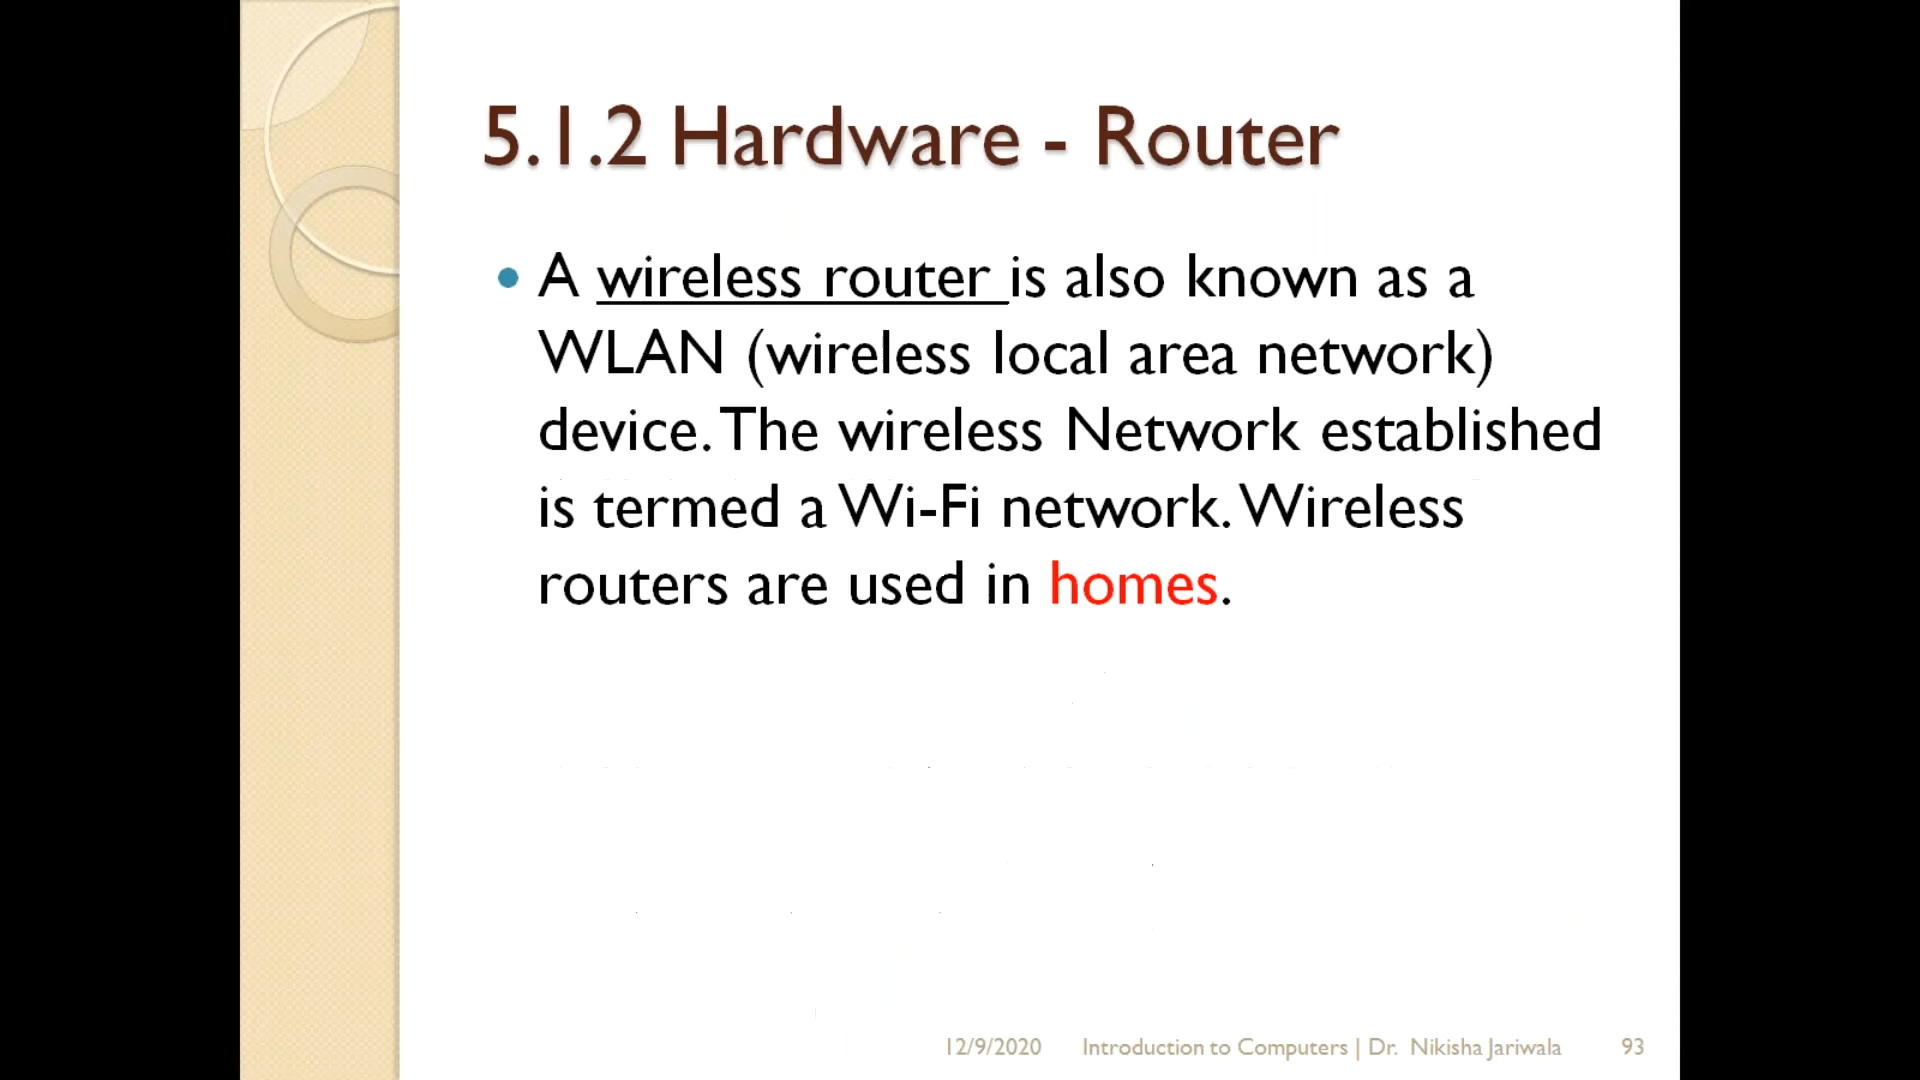 5.1.2 Hardware - Router
• A wireless router is also known as a
WLAN (wireless local area network)
device. The wireless Network established
is termed a Wi-Fi network. Wireless
routers are used in homes.
12/9/2020 Introduction to Computers | Dr. Nikisha Jariwala 93